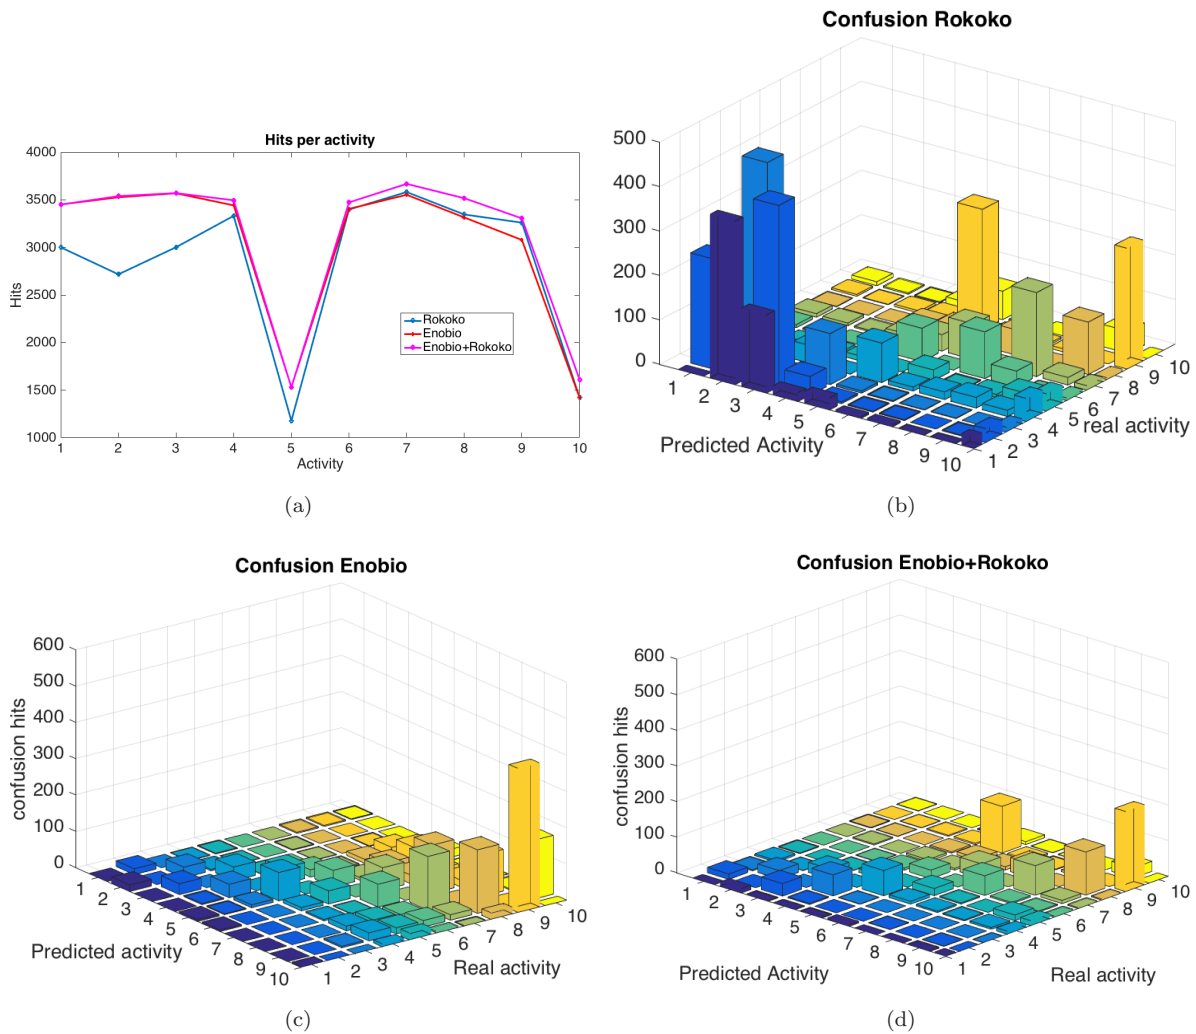 Hits per activity
4000
3500
3000
2500
2000
1500
1000
Hits
1 2 3 4 5 6 7 8 9 10
Activity
Rokoko
Enobio
Enobio+Rokoko
(a)
Confusion Rokoko
500
400
300
200
100
0
1 2 3 4 5 6 7 8 9 10
Predicted Activity
1 2 3 4 5 6 7 8 9 10
real activity
(b)
Confusion Enobio
600
500
400
300
200
100
0
confusion hits
1 2 3 4 5 6 7 8 9 10
Predicted activity
1 2 3 4 5 6 7 8 9 10
Real activity
(c)
Confusion Enobio+Rokoko
600
500
400
300
200
100
0
confusion hits
1 2 3 4 5 6 7 8 9 10
Predicted Activity
1 2 3 4 5 6 7 8 9 10
Real activity
(d)